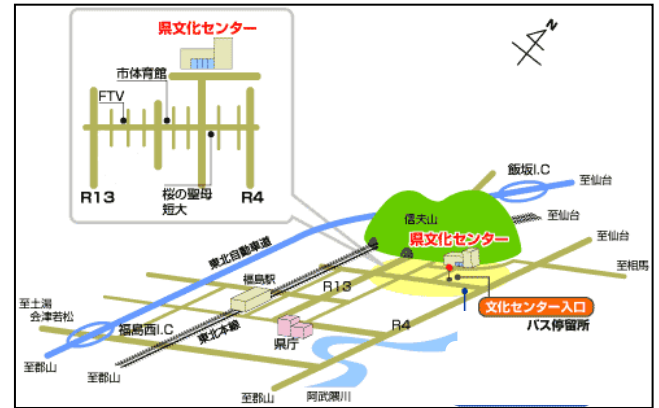 県文化センター
市体育館
FTV
R13
桜の聖母
短大
R4
N
飯坂I.C
至仙台
至仙台
信夫山
県文化センター
至仙台
東北自動車道
至相馬
福島駅
R13
文化センター入口
バス停留所
至土湯
会津若松
福島西I.C
東北本線
県庁
R4
至郡山
至郡山
至郡山
阿武隈川